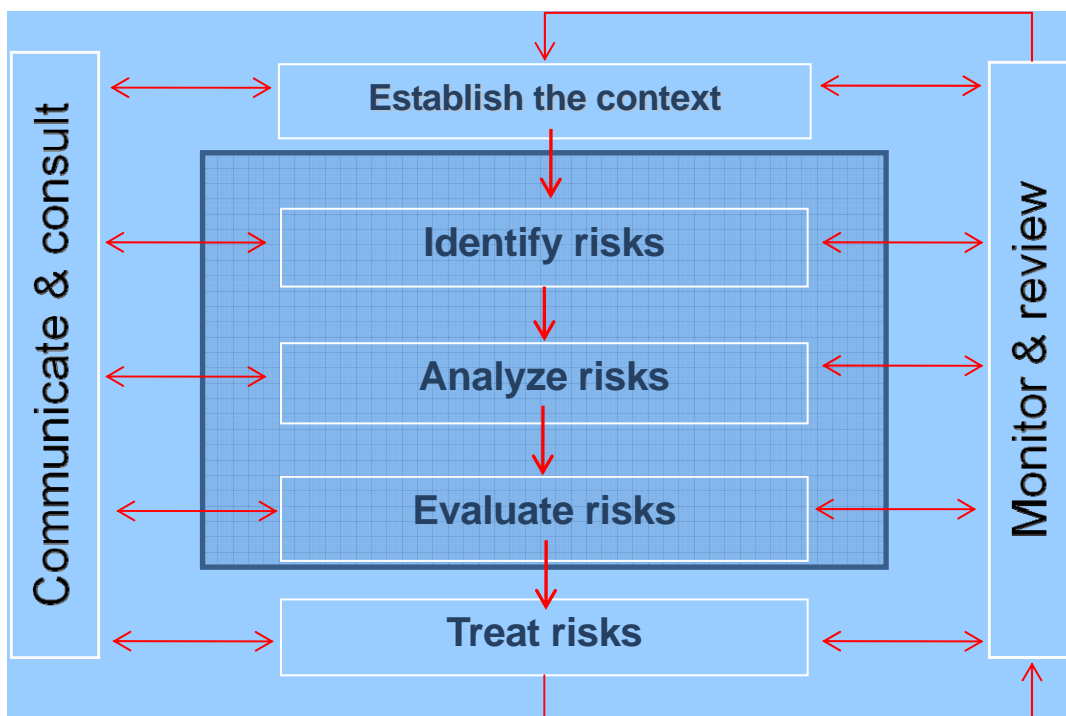 Communicate & consult
Establish the context
Identify risks
Analyze risks
Evaluate risks
Treat risks
Monitor & review